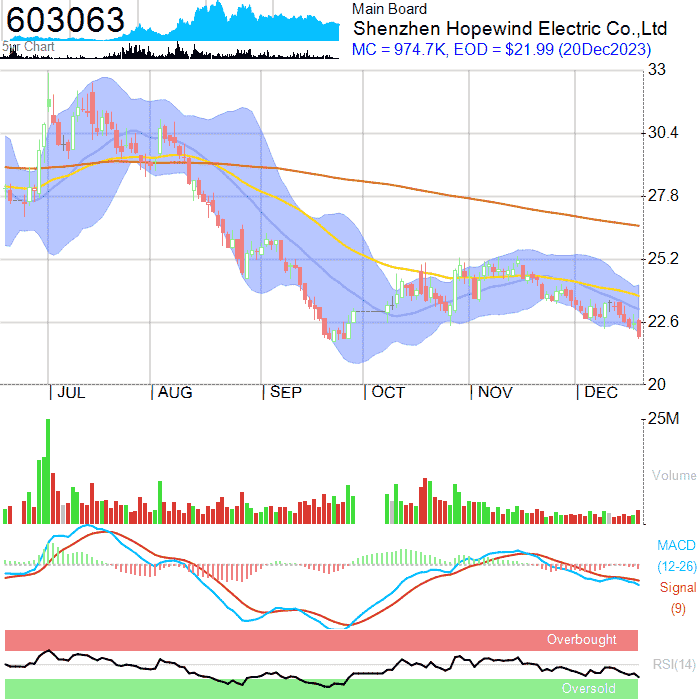 603063
5yr Chart
Main Board
Shenzhen Hopewind Electric Co.,Ltd
MC = 974.7K, EOD = $21.99 (20Dec2023)
33
30.4
27.8
25.2
22.6
20
JUL AUG SEP OCT NOV DEC
25M
Volume
MACD
(12-26)
Signal
(9)
Overbought
RSI(14)
Oversold